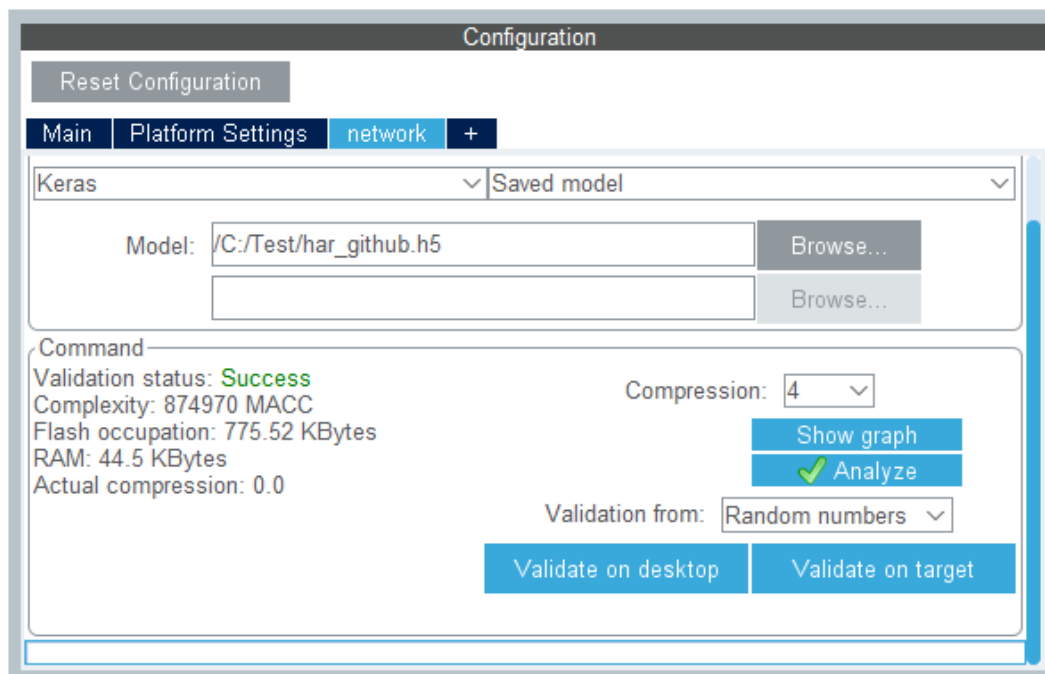 Configuration
Reset Configuration
Main Platform Settings network +
Keras Saved model
Model: /C:/Test/har_github.h5 Browse...
Browse...
Command
Validation status: Success
Complexity: 874970 MACC
Flash occupation: 775.52 KBytes
RAM: 44.5 KBytes
Actual compression: 0.0
Compression: 4
Show graph
Analyze
Validation from: Random numbers
Validate on desktop Validate on target